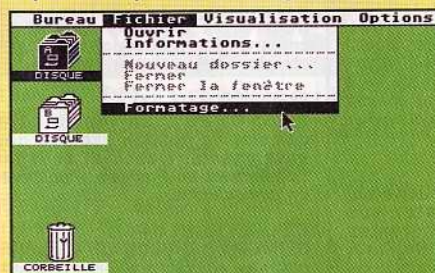 Bureau Fichier Visualisation Options
Ouvrir
Informations...
Nouveau dossier...
Fermer
Fermer la fenêtre
Formatage...
A
DISQUE
B
DISQUE
CORBEILLE